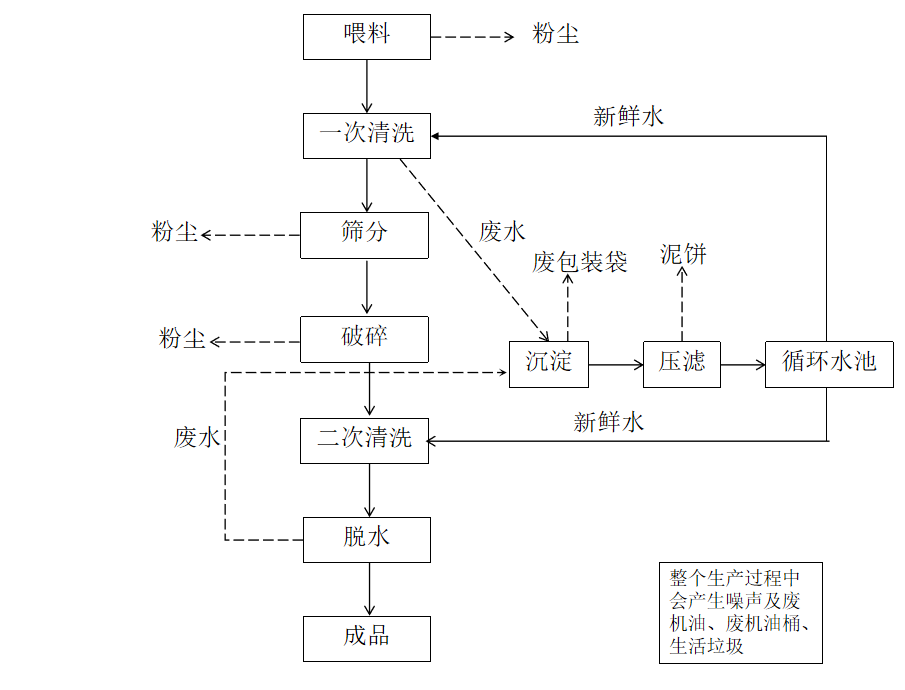 喂料
粉尘
新鲜水
一次清洗
粉尘
筛分
废水
废包装袋
泥饼
粉尘
破碎
沉淀
压滤
循环水池
新鲜水
废水
二次清洗
脱水
整个生产过程中
会产生噪声及废
机油、废机油桶、
生活垃圾
成品